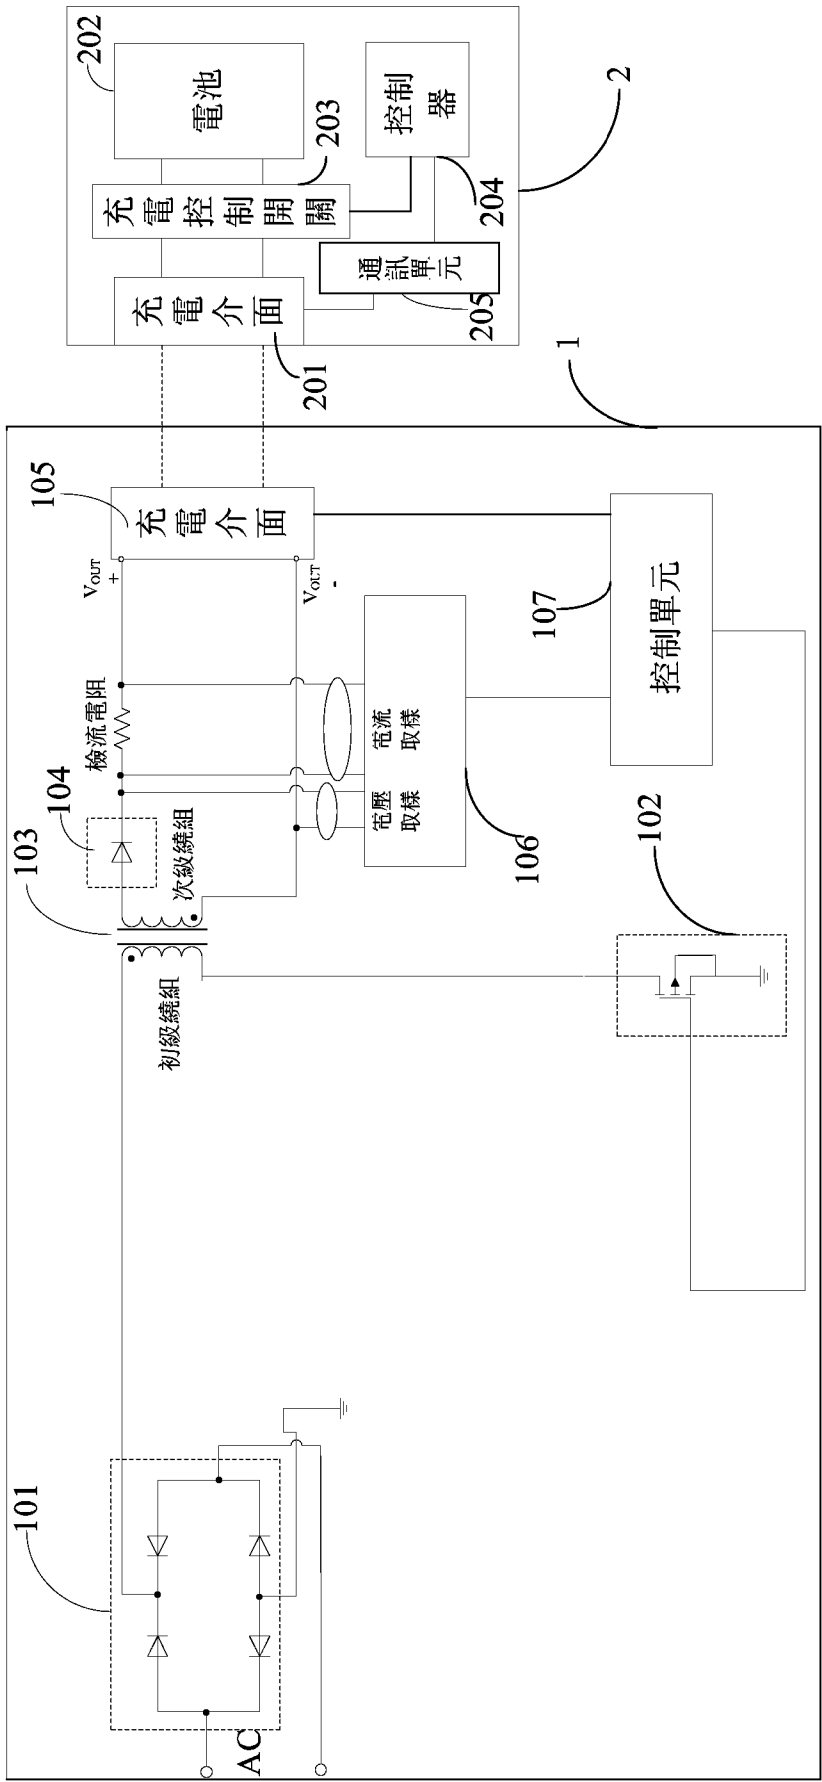 202
電池
203
充電控制開關
控制
器
204
2
通訊單元
205
充電介面
201
1
105
充電介面
VOUT
+
VOUT
-
107
控制單元
檢流電阻
電流
取樣
電壓
取樣
106
104
103
次級繞組
初級繞組
102
101
AC